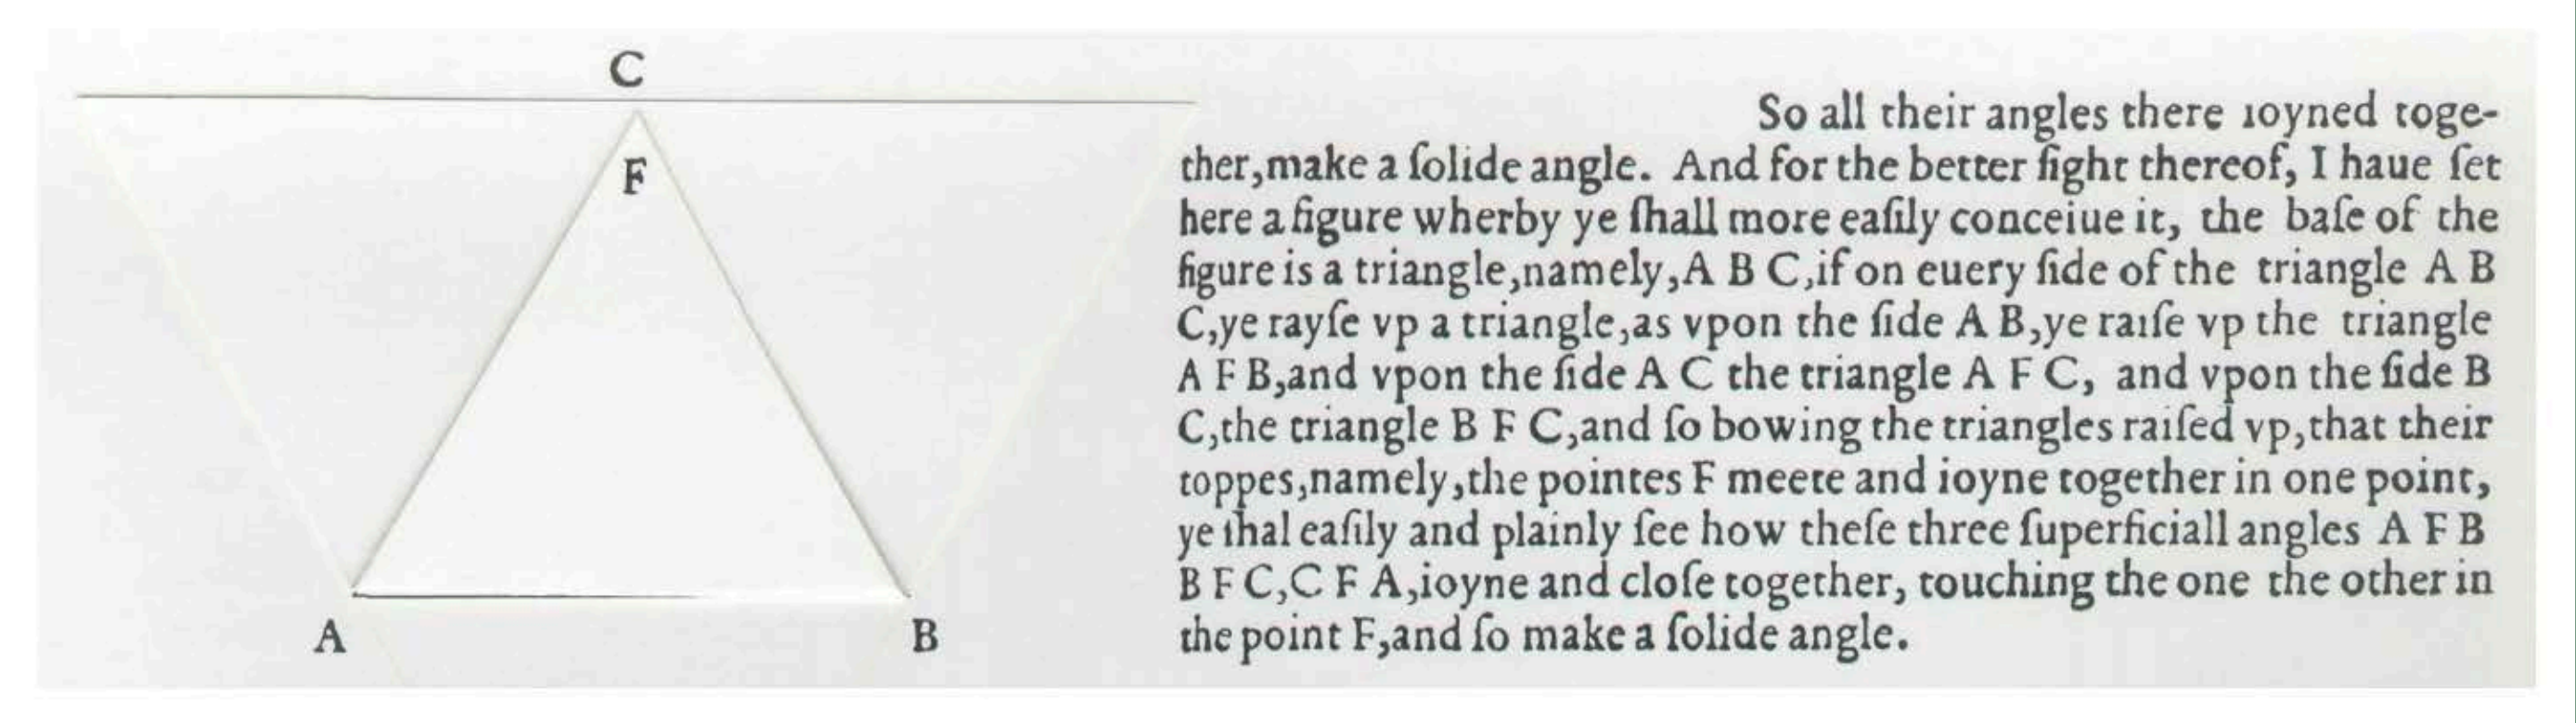 C
F
A
B
So all their angles there ıoyned toge-
ther,make a ſolide angle. And for the better ſight thereof, I haue ſet
here a figure wherby ye ſhall more eaſily conceiue it, the baſe of the
figure is a triangle,namely,A B C,if on euery ſide of the triangle A B
C,ye rayſe vp a triangle,as vpon the ſide A B,ye raıſe vp the triangle
A F B,and vpon the ſide A C the triangle A F C, and vpon the ſide B
C,the triangle B F C,and ſo bowing the triangles raiſed vp,that their
toppes,namely,the pointes F meete and ioyne together in one point,
ye ſhal eaſily and plainly ſee how theſe three ſuperficiall angles A F B
B F C,C F A,ioyne and cloſe together, touching the one the other in
the point F,and ſo make a ſolide angle.